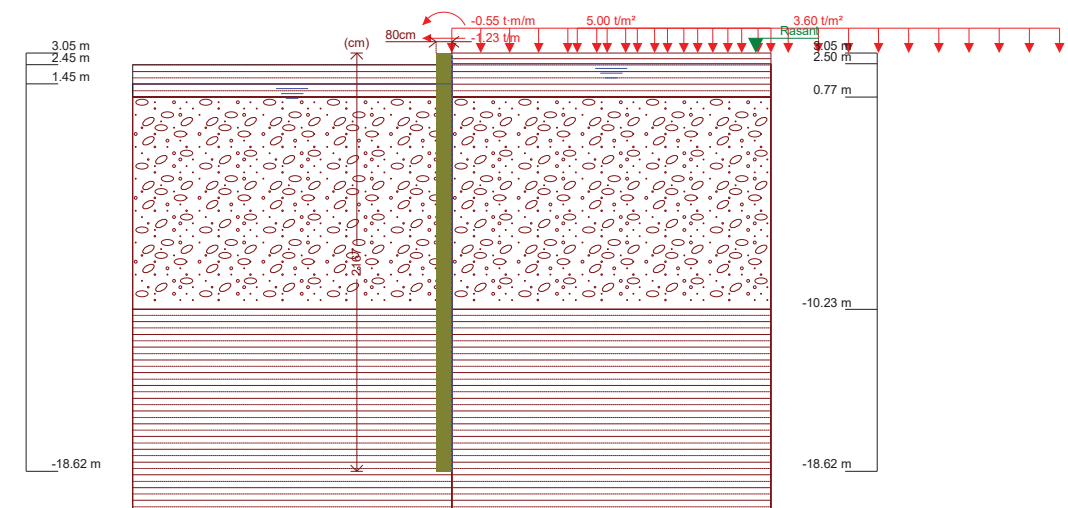 -0.55 t·m/m
5.00 t/m²
3.60 t/m²
80cm
-1.23 t/m
Rasant
(cm)
3.05 m
3.05 m
2.45 m
2.50 m
1.45 m
0.77 m
2167
-10.23 m
-18.62 m
-18.62 m